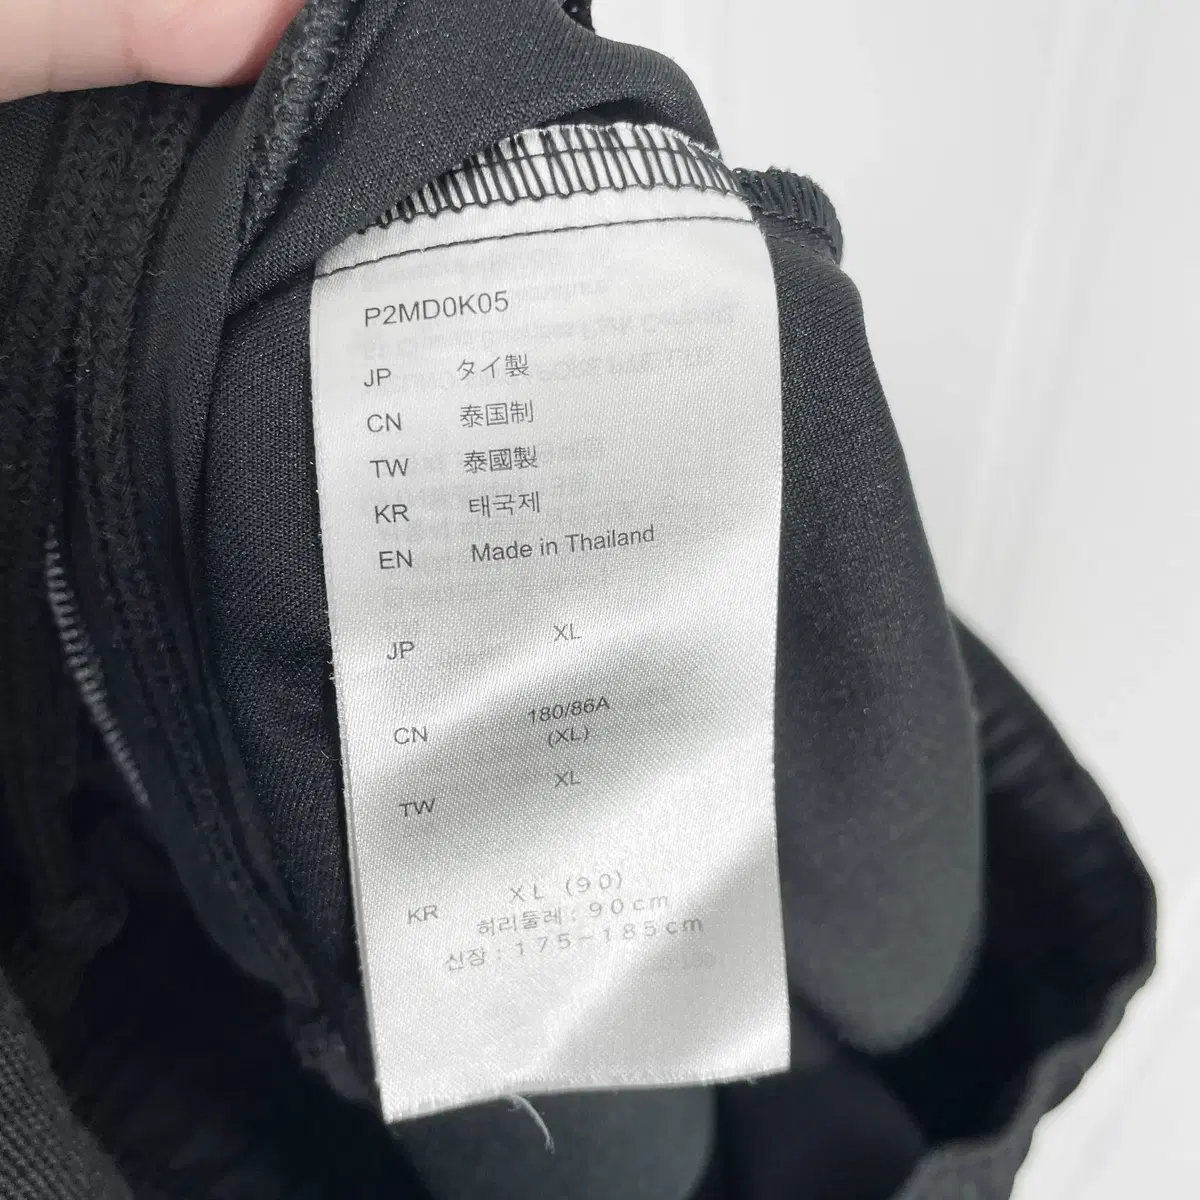 P2MD0K05
JP タイ製
CN 泰国制
TW 泰國製
KR 태국제
EN Made in Thailand
JP XL
CN 180/86A
(XL)
TW XL
KR XL (90)
허리둘레 : 90cm
신장 : 175~185cm